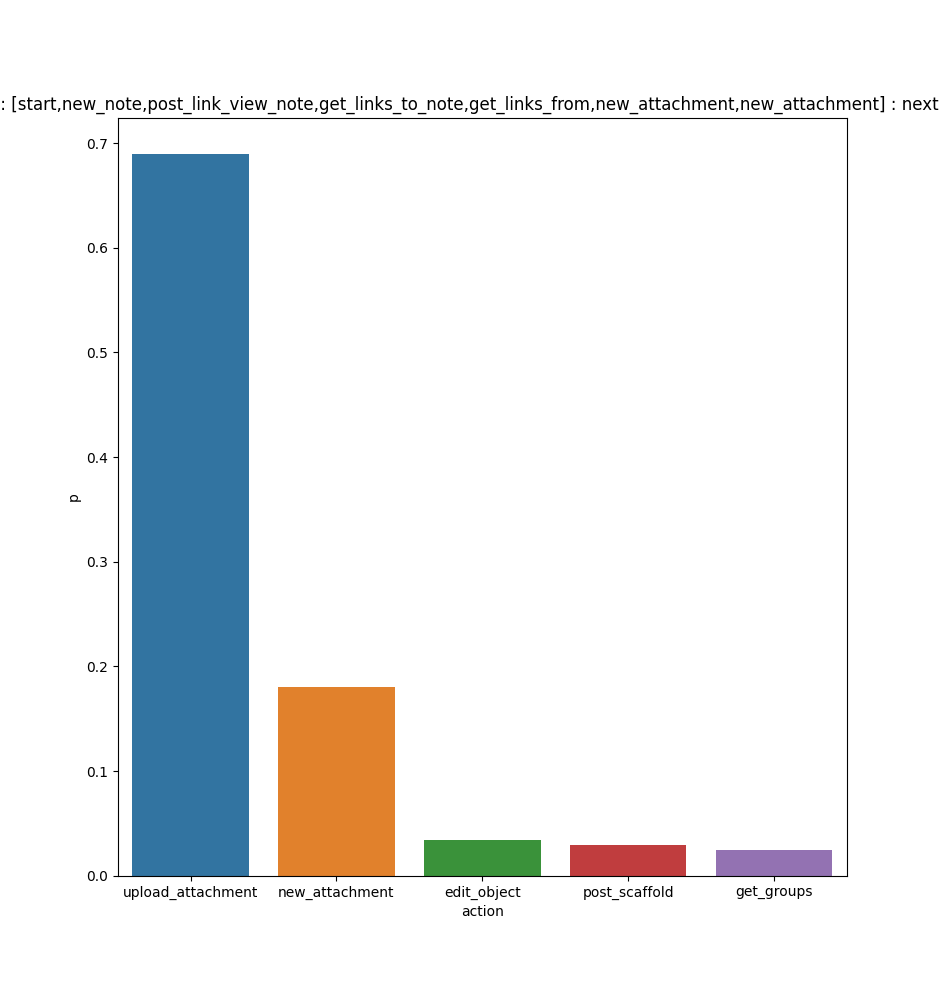 : [start,new_note,post_link_view_note,get_links_to_note,get_links_from,new_attachment,new_attachment] : next
0.7
0.6
0.5
0.4
0.3
0.2
0.1
0.0
p
upload_attachment new_attachment edit_object post_scaffold get_groups
action